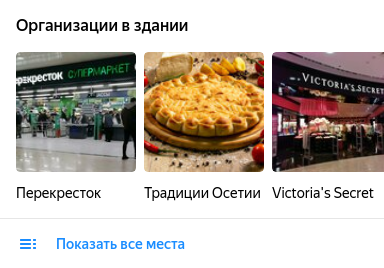 Организации в здании
перекресток СУПЕРМАРКЕТ
VICTORIA'S SECRET
Перекресток
Традиции Осетии
Victoria's Secret
Показать все места